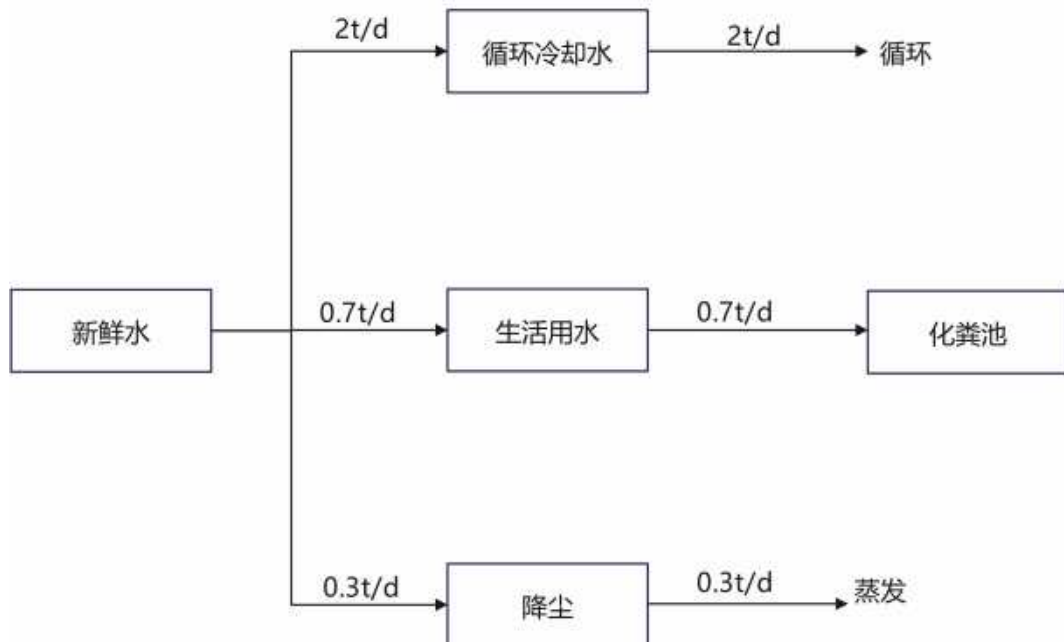 2t/d
循环冷却水
2t/d
循环
新鲜水
0.7t/d
生活用水
0.7t/d
化粪池
0.3t/d
降尘
0.3t/d
蒸发